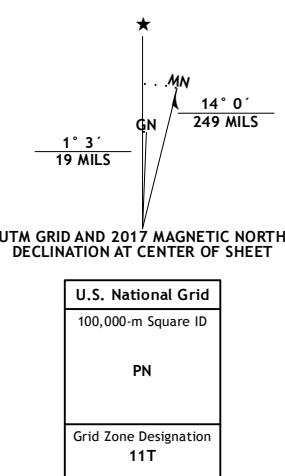 ★
MN
GN
14° 0´
249 MILS
1° 3´
19 MILS
UTM GRID AND 2017 MAGNETIC NORTH
DECLINATION AT CENTER OF SHEET
U.S. National Grid
100,000-m Square ID
PN
Grid Zone Designation
11T